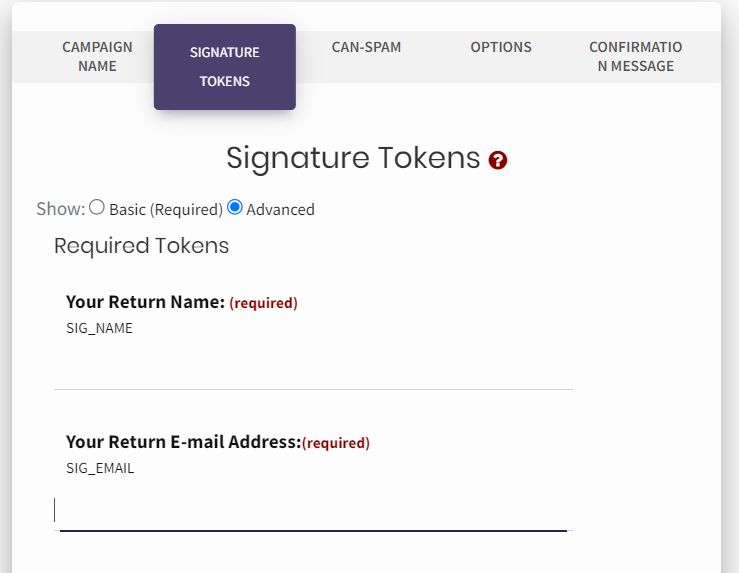 CAMPAIGN NAME
SIGNATURE TOKENS
CAN-SPAM
OPTIONS
CONFIRMATIO
N MESSAGE
Signature Tokens ?
Show: Basic (Required) Advanced
Required Tokens
Your Return Name: (required)
SIG_NAME
Your Return E-mail Address:(required)
SIG_EMAIL